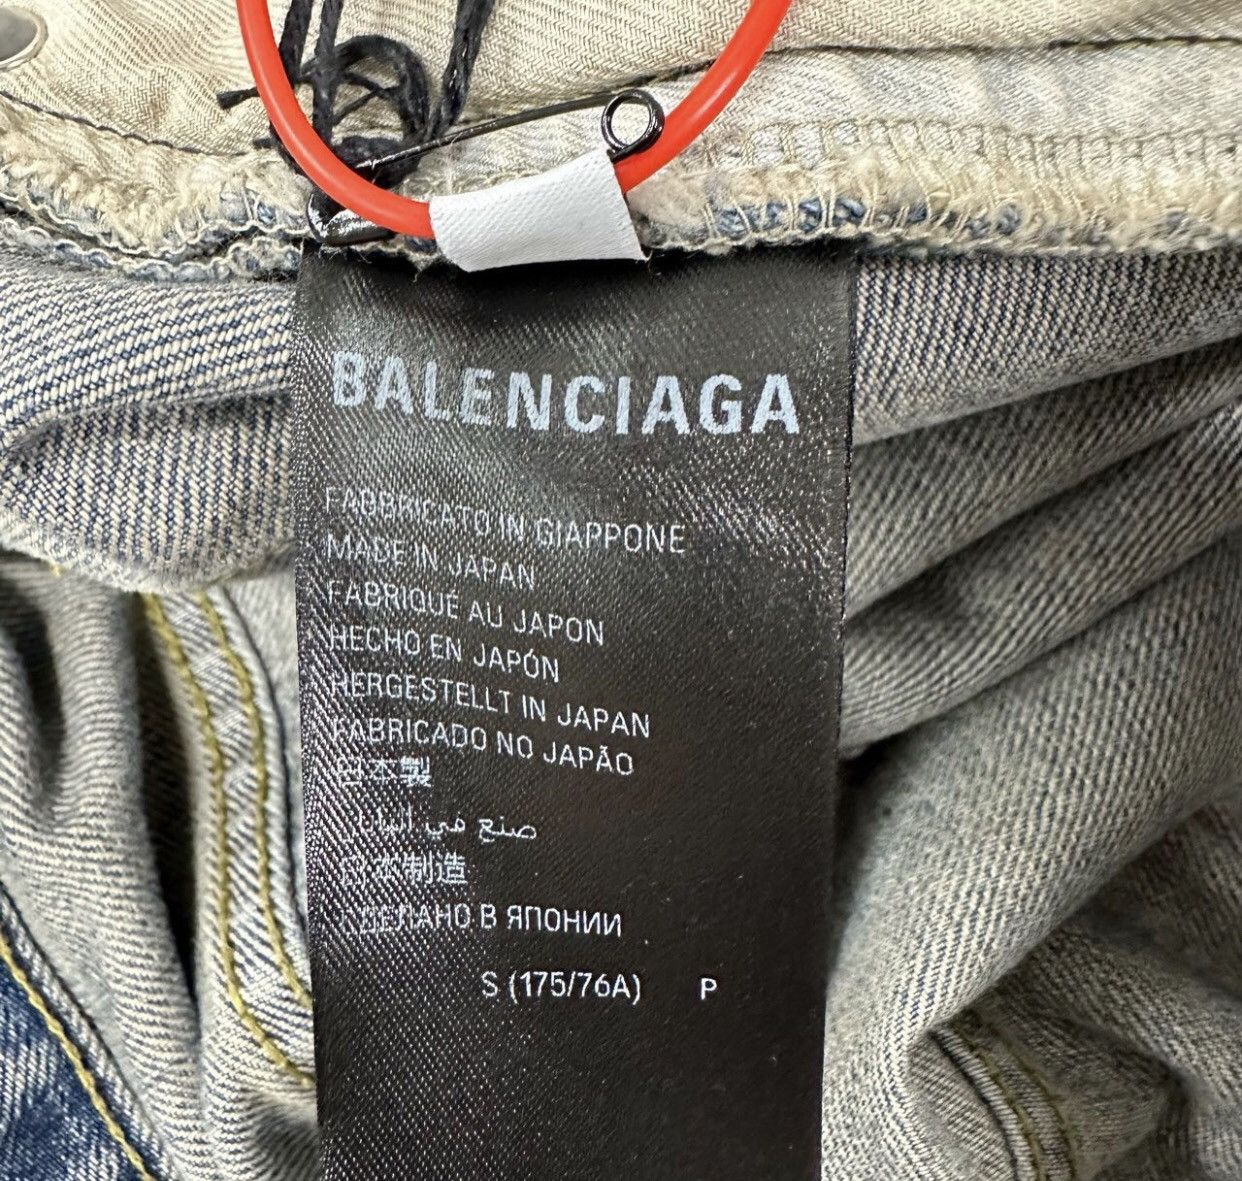 BALENCIAGA
FABBRICATO IN GIAPPONE
MADE IN JAPAN
FABRIQUÉ AU JAPON
HECHO EN JAPÓN
HERGESTELLT IN JAPAN
FABRICADO NO JAPÃO
日本製
صنع في اليابان
日本制造
СДЕЛАНО В ЯПОНИИ
S (175/76A) P